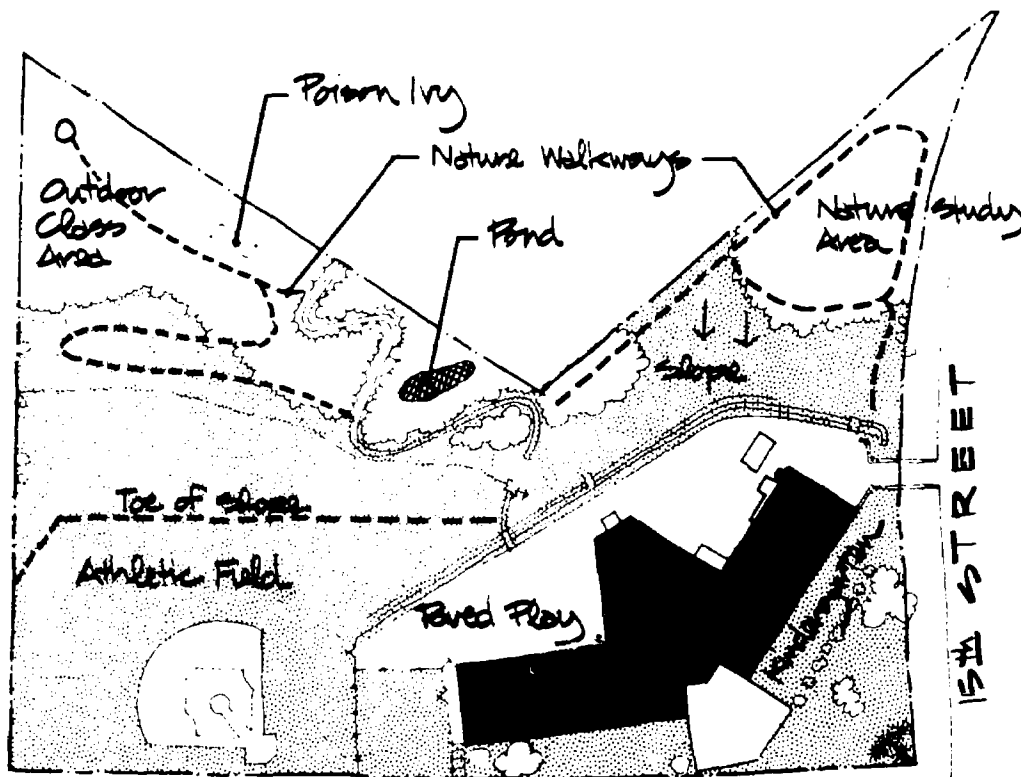 Poison Ivy
Nature Walkways
Outdoor
Class
Area
Pond
Nature Study
Area
Slope
15TH STREET
Toe of Slope
Athletic Field
Paved Play
Kindergarten